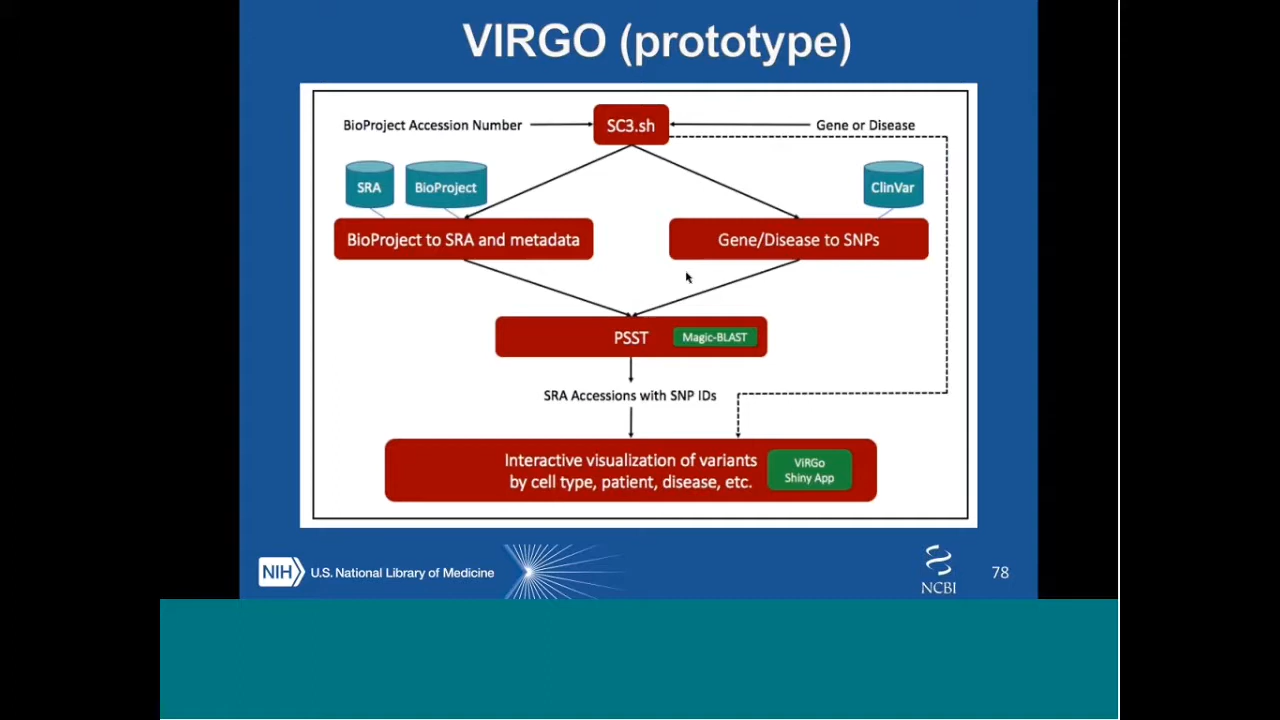 VIRGO (prototype)
BioProject Accession Number
SC3.sh
Gene or Disease
SRA
BioProject
ClinVar
BioProject to SRA and metadata
Gene/Disease to SNPs
PSST
Magic-BLAST
SRA Accessions with SNP IDs
Interactive visualization of variants
by cell type, patient, disease, etc.
ViRGo
Shiny App
NIH
U.S. National Library of Medicine
NCBI
78